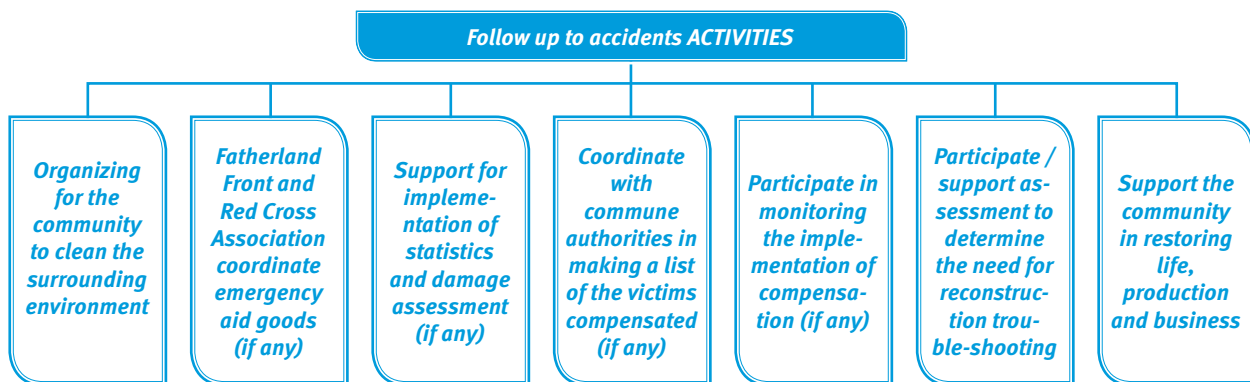 Follow up to accidents ACTIVITIES
Organizing
for the
community
to clean the
surrounding
environment
Fatherland
Front and
Red Cross
Association
coordinate
emergency
aid goods
(if any)
Support for
impleme-
ntation of
statistics
and damage
assessment
(if any)
Coordinate
with
commune
authorities in
making a list
of the victims
compensated
(if any)
Participate in
monitoring
the imple-
mentation of
compensa-
tion (if any)
Participate /
support as-
sessment to
determine
the need for
reconstruc-
tion trou-
ble-shooting
Support the
community
in restoring
life,
production
and business